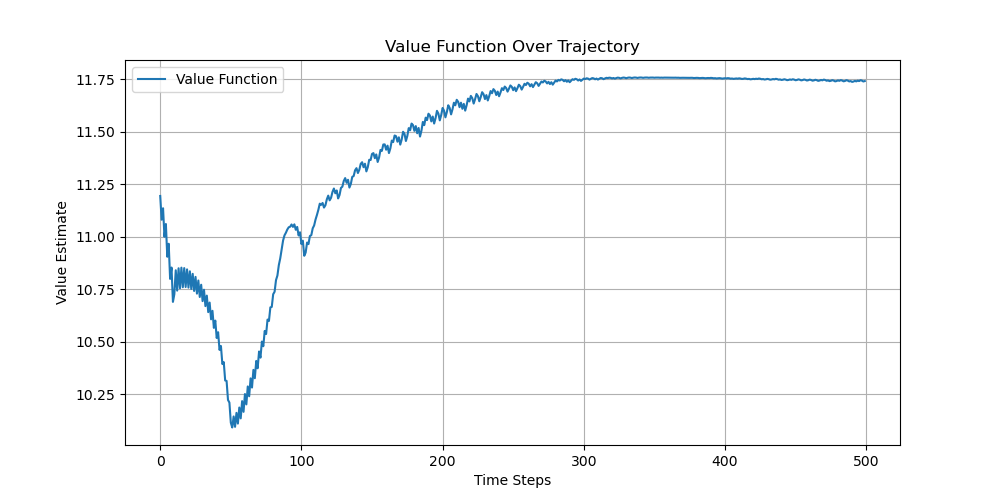 Value Function Over Trajectory
Value Function
Value Estimate
11.75
11.50
11.25
11.00
10.75
10.50
10.25
0 100 200 300 400 500
Time Steps